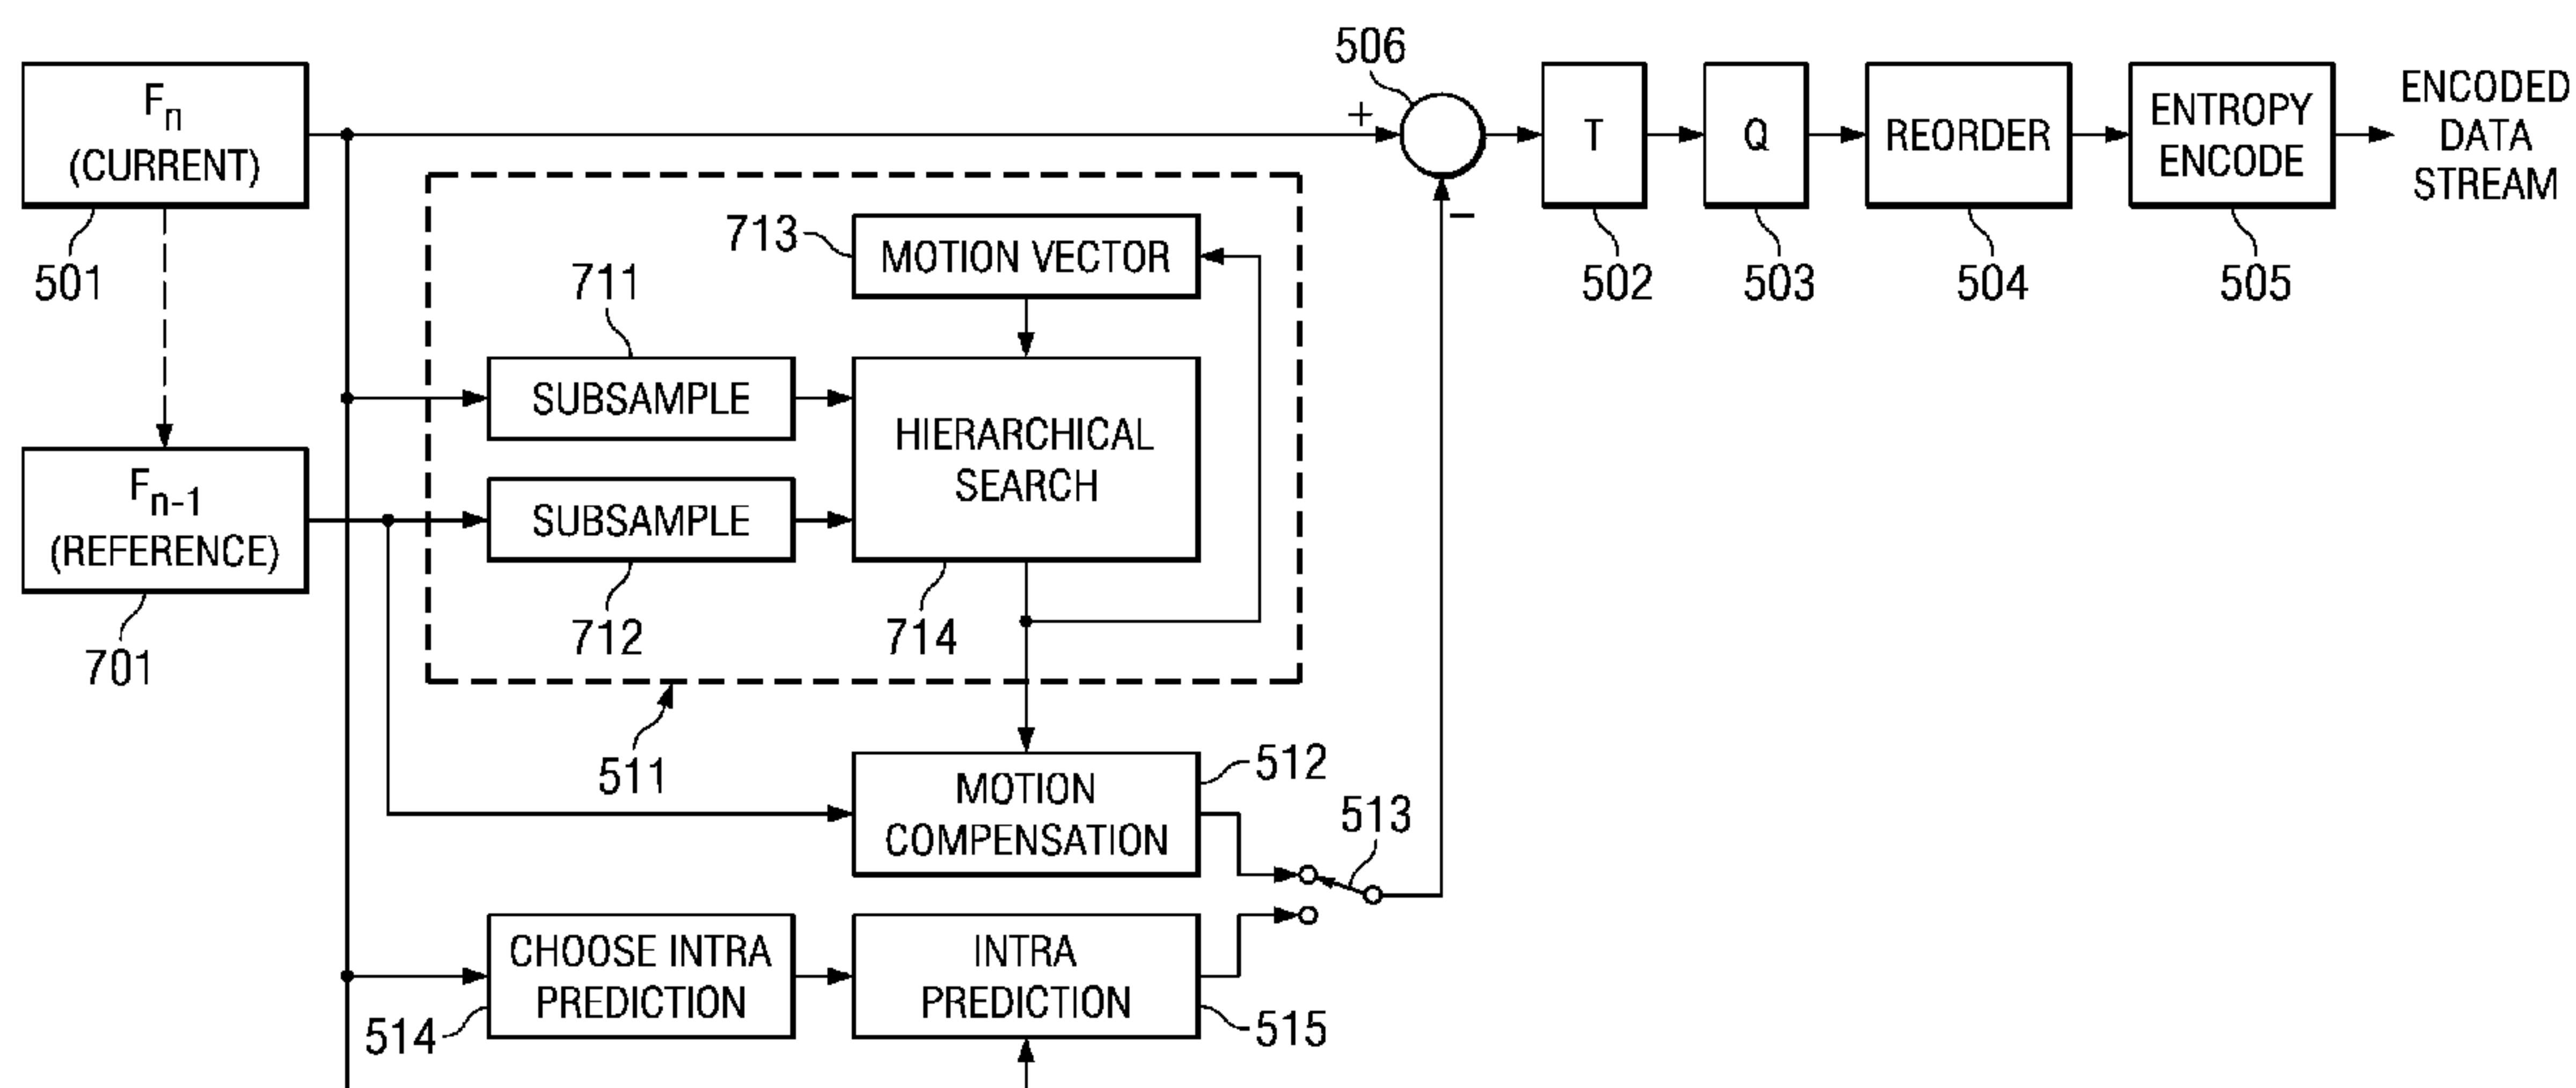 506
F_n
(CURRENT)
+
T
Q
REORDER
ENTROPY
ENCODE
ENCODED
DATA
STREAM
501
−
502
503
504
505
713
MOTION VECTOR
711
SUBSAMPLE
HIERARCHICAL
SEARCH
F_n-1
(REFERENCE)
SUBSAMPLE
701
712
714
511
MOTION
COMPENSATION
512
513
CHOOSE INTRA
PREDICTION
INTRA
PREDICTION
514
515